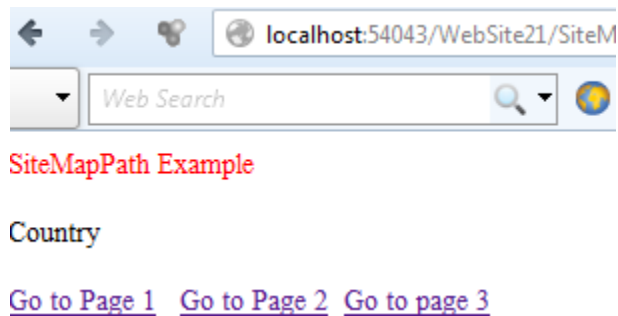 localhost:54043/WebSite21/SiteM
Web Search
SiteMapPath Example
Country
Go to Page 1 Go to Page 2 Go to page 3